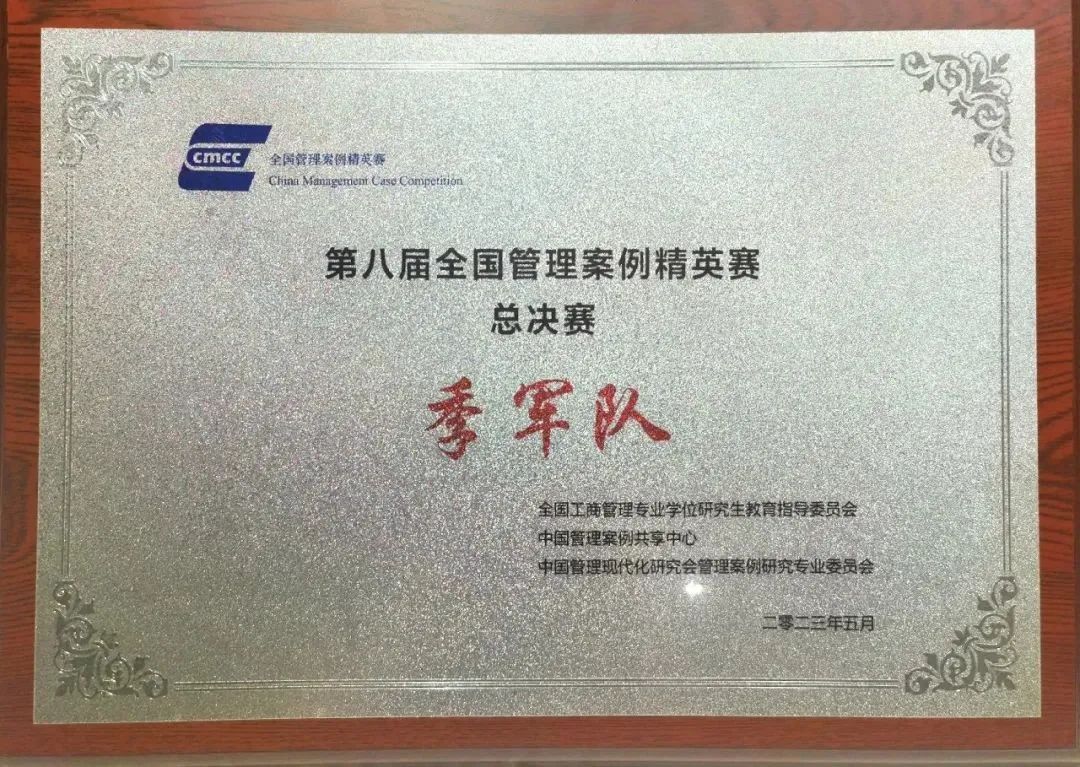 cmcc
全国管理案例精英赛
China Management Case Competition
第八届全国管理案例精英赛
总决赛
季军队
全国工商管理专业学位研究生教育指导委员会
中国管理案例共享中心
中国管理现代化研究会管理案例研究专业委员会
二零二三年五月